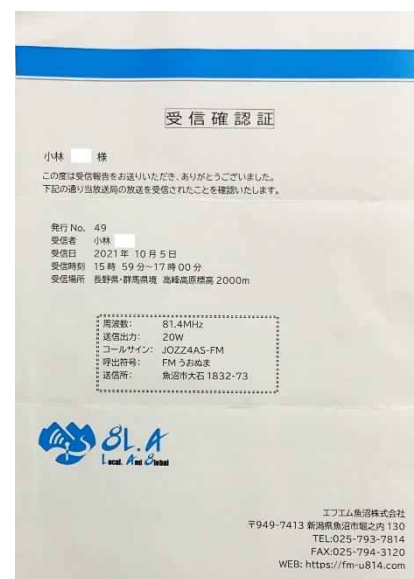 受信確認証
小林 様
この度は受信報告をお送りいただき、ありがとうございました。
下記の通り当放送局の放送を受信されたことを確認いたします。
発行 No. 49
受信者 小林
受信日 2021年 10月5日
受信時刻 15時 59分~17時00分
受信場所 長野県・群馬県境 高峰高原標高 2000m
周波数: 81.4MHz
送信出力: 20W
コールサイン: JOZZ4AS-FM
呼出符号: FMうおぬま
送信所: 魚沼市大石 1832-73
81.4
Local And Global
エフエム魚沼株式会社
〒949-7413 新潟県魚沼市堀之内 130
TEL:025-793-7814
FAX:025-794-3120
WEB: https://fm-u814.com